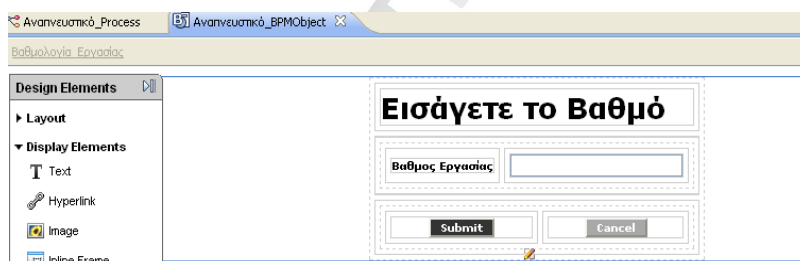 Αναπνευστικό_Process Αναπνευστικό_BPMObject
Βαθμολογία Εργασίας
Design Elements
Layout
Display Elements
Text
Hyperlink
Image
Inline Frame
Εισάγετε το Βαθμό
Βαθμος Εργασίας
Submit Cancel